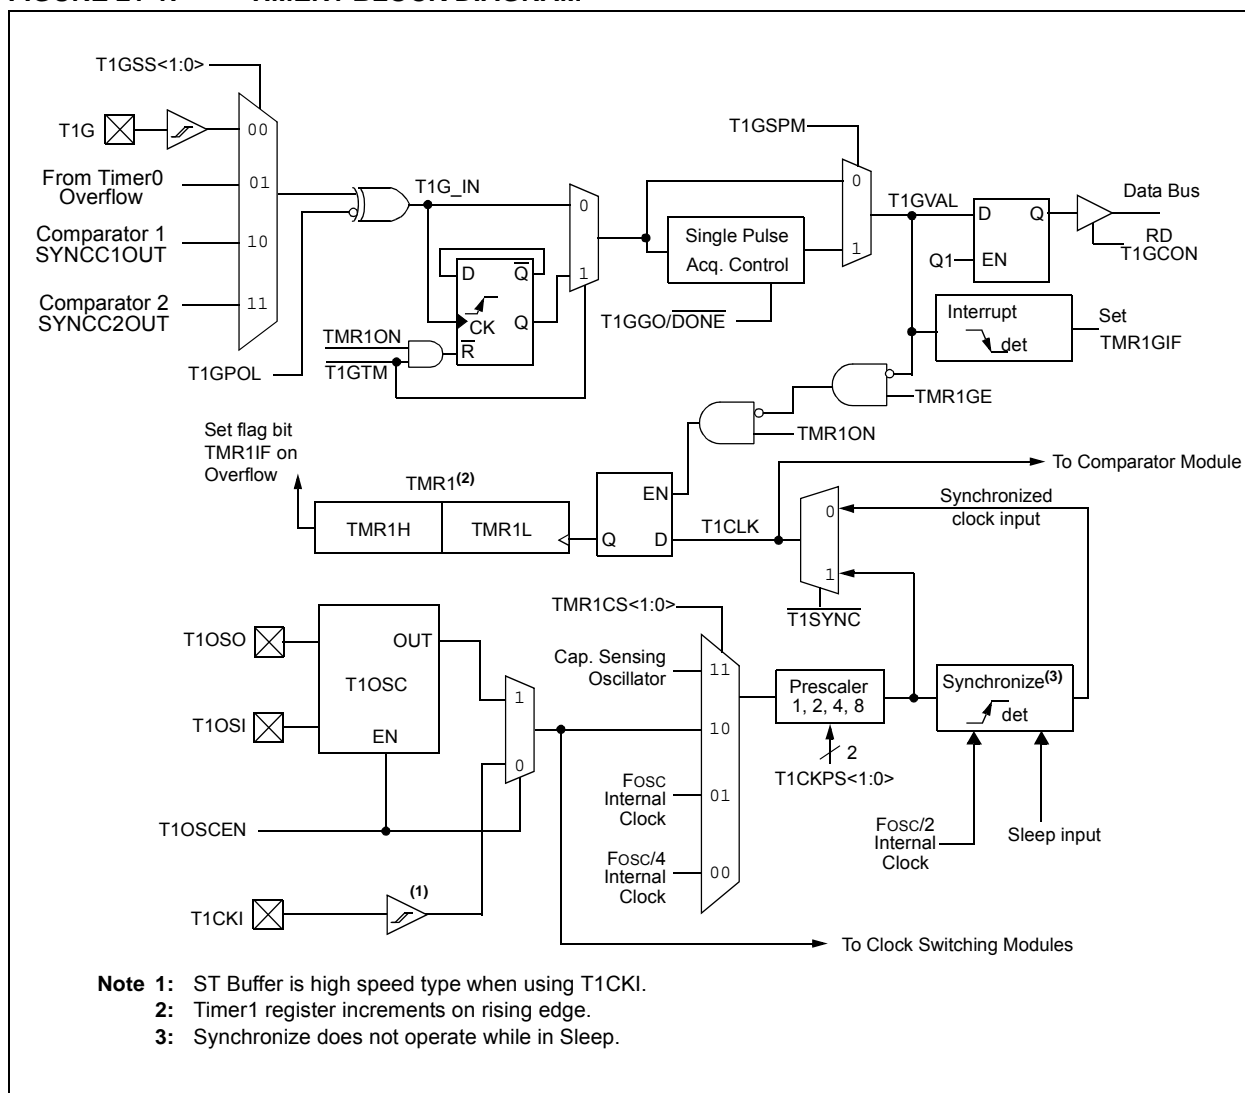 FIGURE 21-1: TIMER1 BLOCK DIAGRAM
T1GSS<1:0>
T1G
00
From Timer0
Overflow
01
Comparator 1
SYNCC1OUT
10
Comparator 2
SYNCC2OUT
11
T1GPOL
T1G_IN
0
1
D
Q
CK
Q
R
TMR1ON
T1GTM
T1GSPM
0
1
Single Pulse
Acq. Control
T1GGO/DONE
T1GVAL
D
Q
Q1
EN
Data Bus
RD
T1GCON
Interrupt
det
Set
TMR1GIF
TMR1GE
TMR1ON
Set flag bit
TMR1IF on
Overflow
TMR1(2)
TMR1H
TMR1L
EN
Q
D
T1CLK
To Comparator Module
0
1
Synchronized
clock input
T1SYNC
T1OSO
OUT
T1OSC
T1OSI
EN
1
0
T1OSCEN
T1CKI
(1)
TMR1CS<1:0>
Cap. Sensing
Oscillator
11
10
FOSC
Internal
Clock
01
FOSC/4
Internal
Clock
00
Prescaler
1, 2, 4, 8
2
T1CKPS<1:0>
Synchronize(3)
det
FOSC/2
Internal
Clock
Sleep input
To Clock Switching Modules
Note 1: ST Buffer is high speed type when using T1CKI.
2: Timer1 register increments on rising edge.
3: Synchronize does not operate while in Sleep.